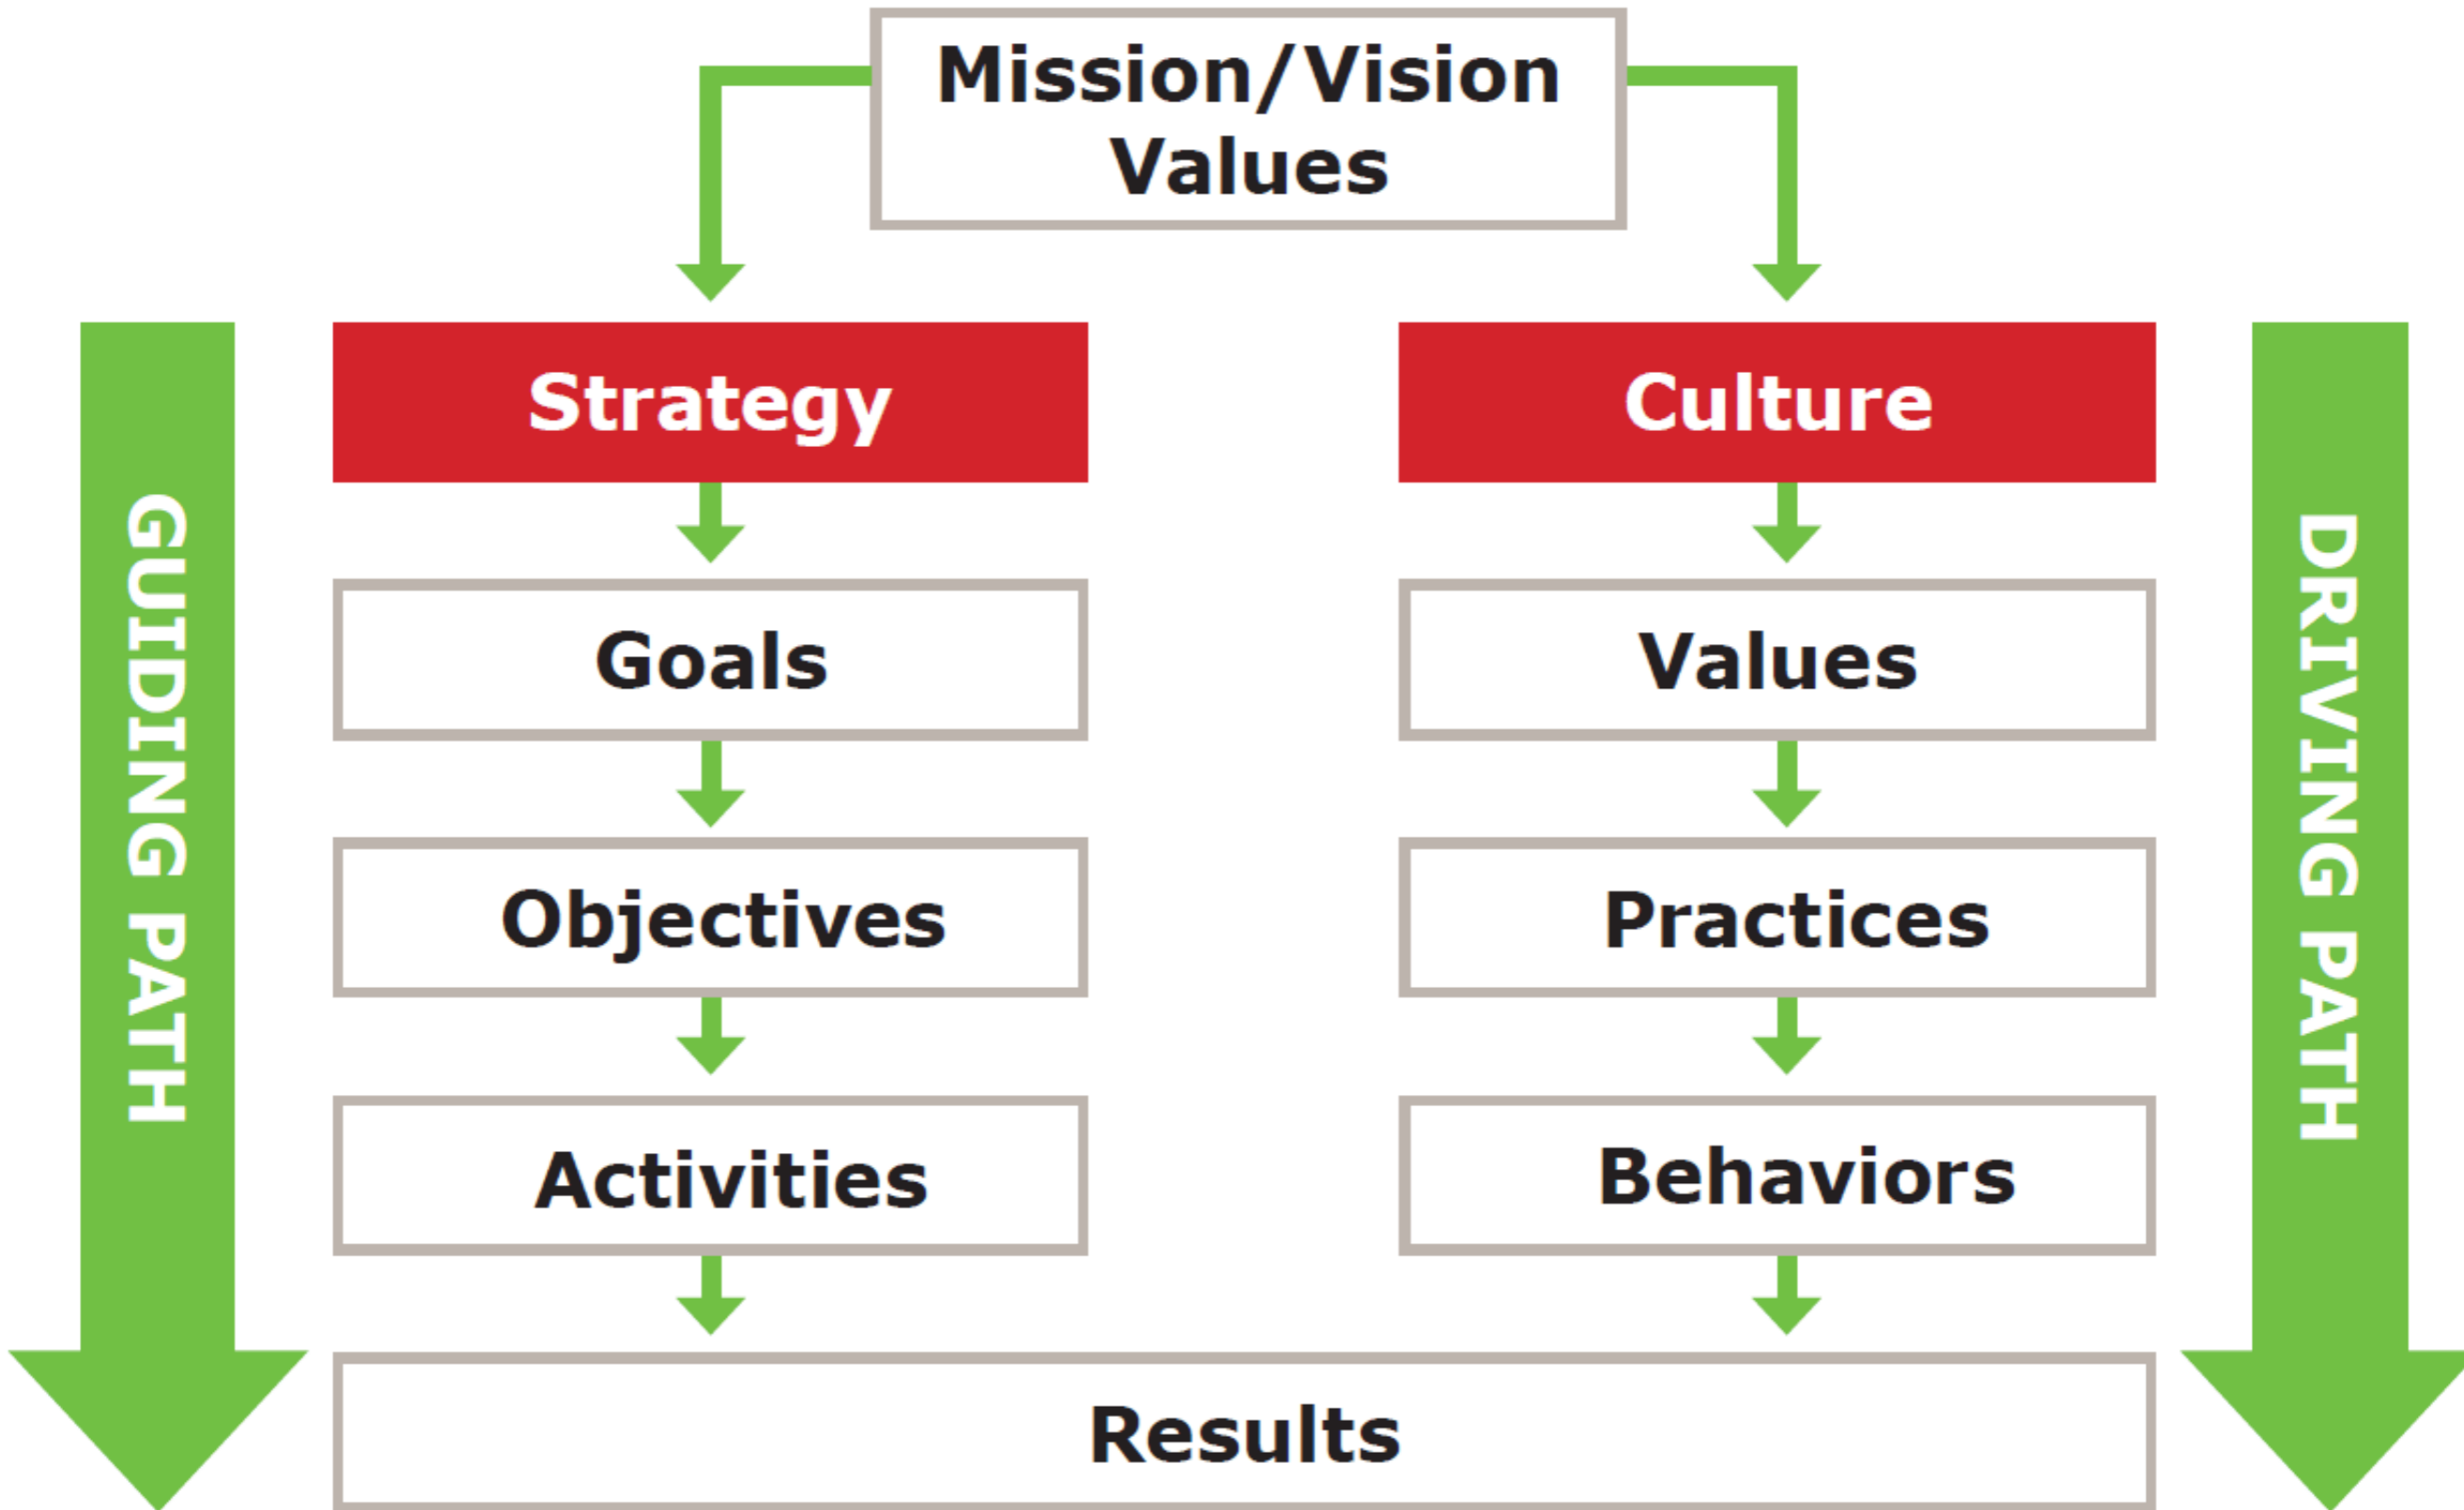 Mission/Vision
Values
Strategy
Culture
GUIDING PATH
DRIVING PATH
Goals
Values
Objectives
Practices
Activities
Behaviors
Results